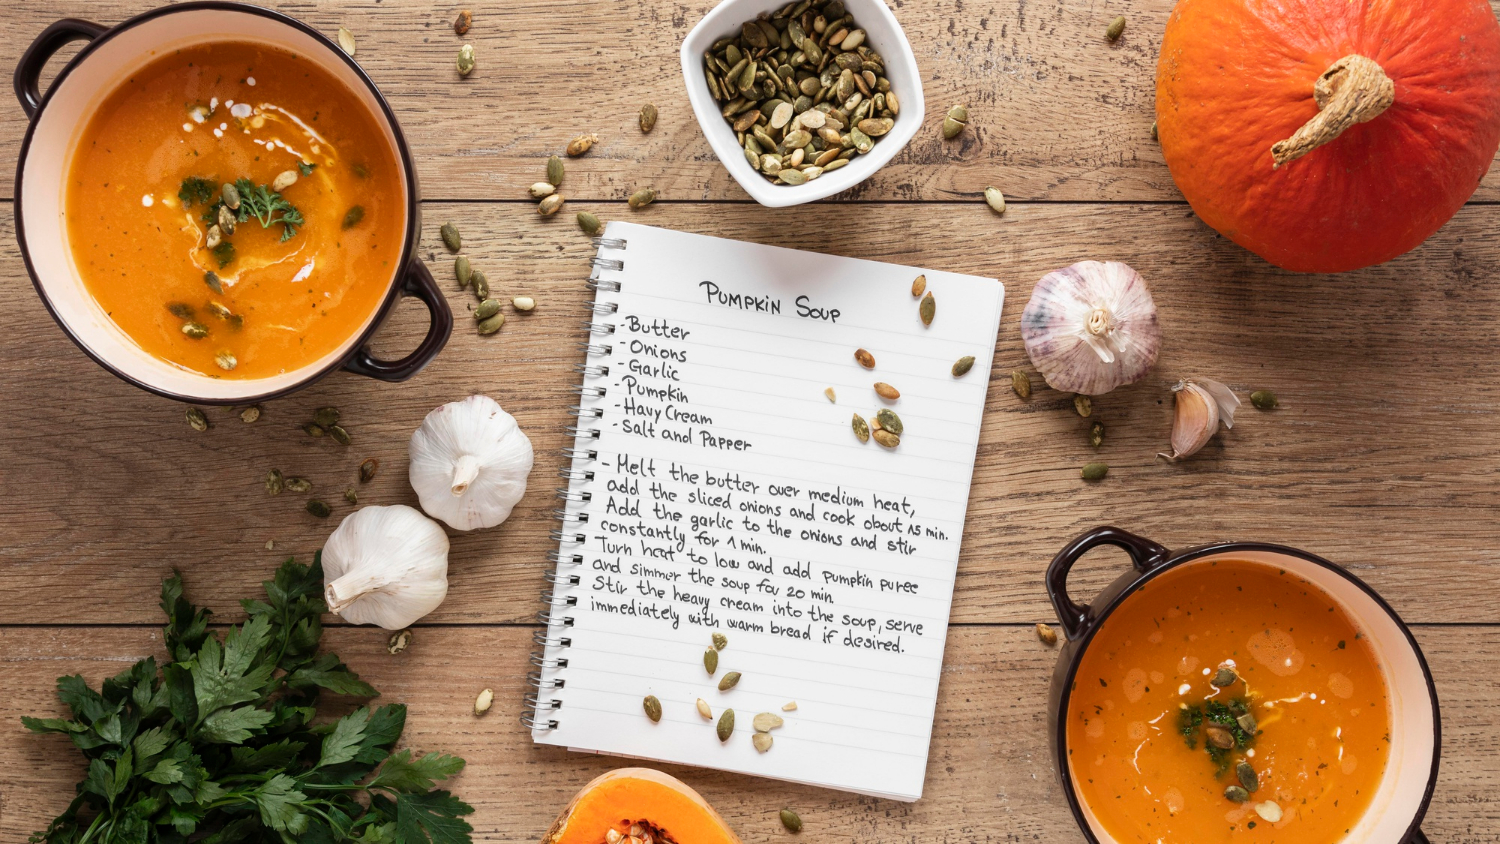 Pumpkin Soup
- Butter
- Onions
- Garlic
- Pumpkin
- Havy Cream
- Salt and Papper
- Melt the butter over medium heat,
add the sliced onions and cook about 15 min.
Add the garlic to the onions and stir
constantly for 1 min.
Turn heat to low and add pumpkin puree
and simmer the soup for 20 min.
Stir the heavy cream into the soup, serve
immediately with warm bread if desired.